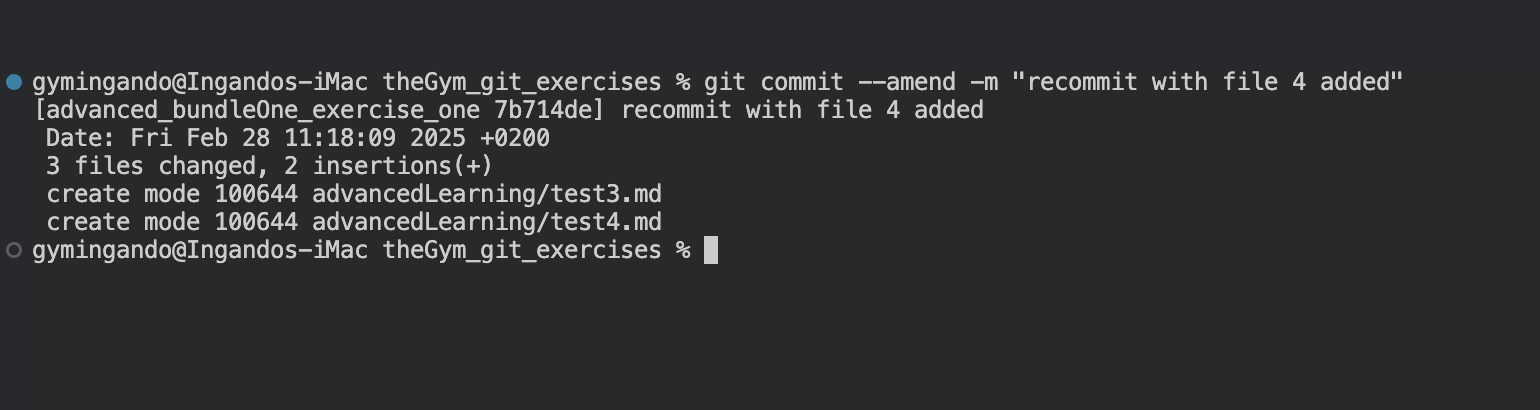 gymingando@Ingandos-iMac theGym_git_exercises % git commit --amend -m "recommit with file 4 added"
[advanced_bundleOne_exercise_one 7b714de] recommit with file 4 added
Date: Fri Feb 28 11:18:09 2025 +0200
3 files changed, 2 insertions(+)
create mode 100644 advancedLearning/test3.md
create mode 100644 advancedLearning/test4.md
gymingando@Ingandos-iMac theGym_git_exercises %